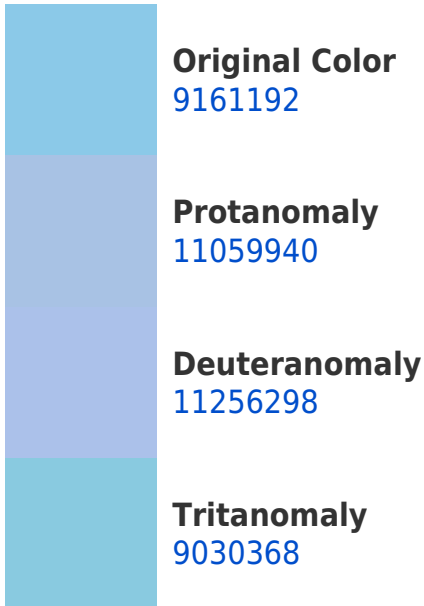 Original Color
9161192
Protanomaly
11059940
Deuteranomaly
11256298
Tritanomaly
9030368